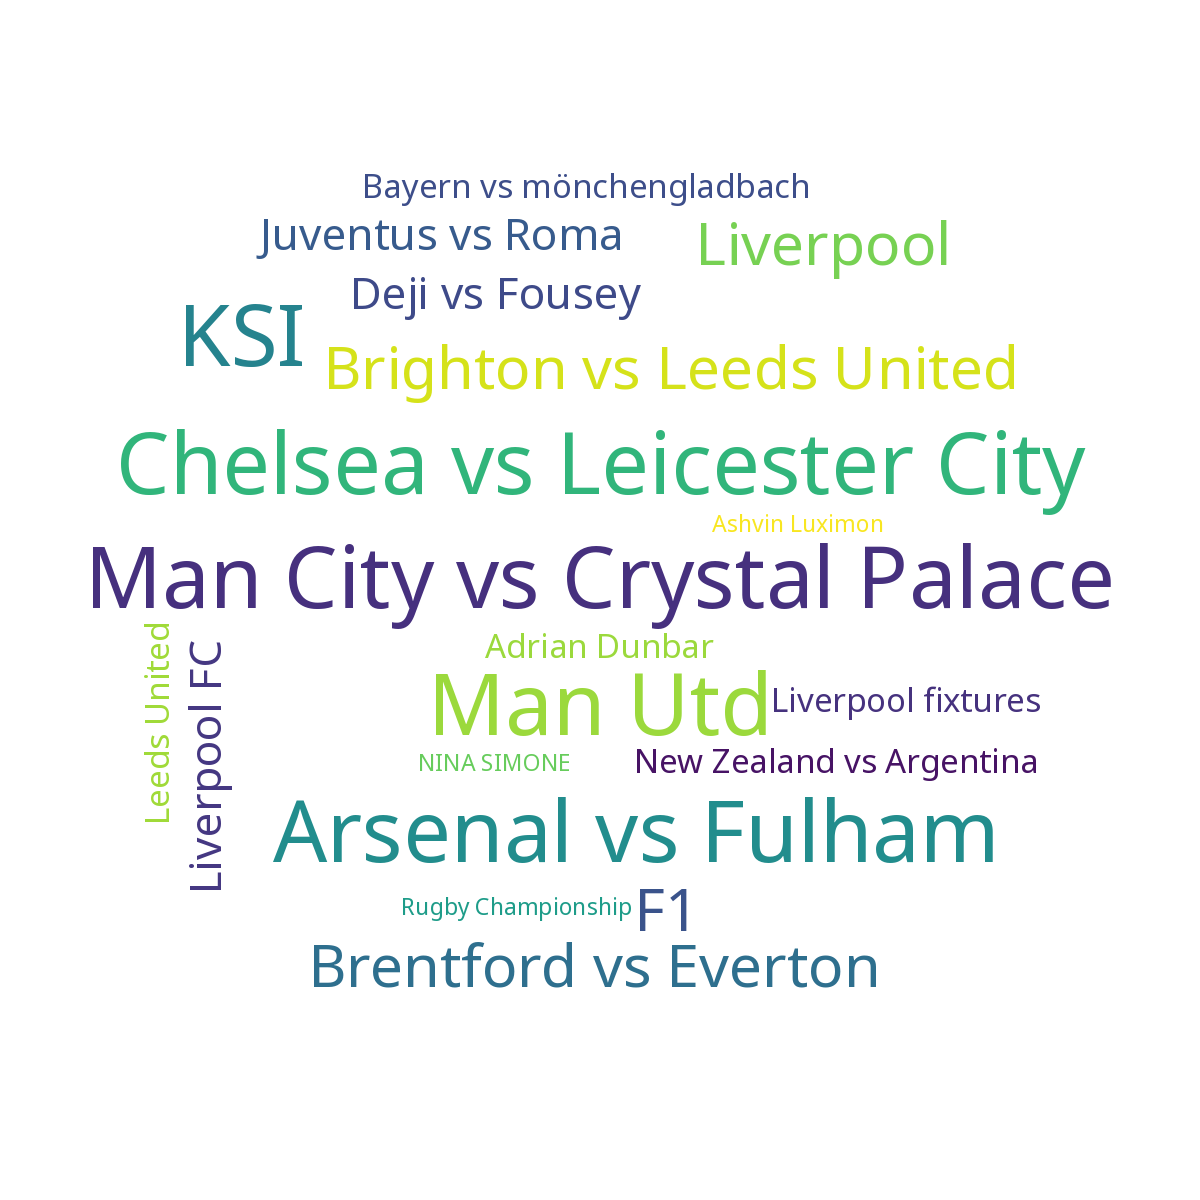 Bayern vs mönchengladbach
Juventus vs Roma
Liverpool
Deji vs Fousey
KSI
Brighton vs Leeds United
Chelsea vs Leicester City
Ashvin Luximon
Man City vs Crystal Palace
Leeds United
Liverpool FC
Adrian Dunbar
Man Utd
Liverpool fixtures
NINA SIMONE
New Zealand vs Argentina
Arsenal vs Fulham
Rugby Championship
F1
Brentford vs Everton